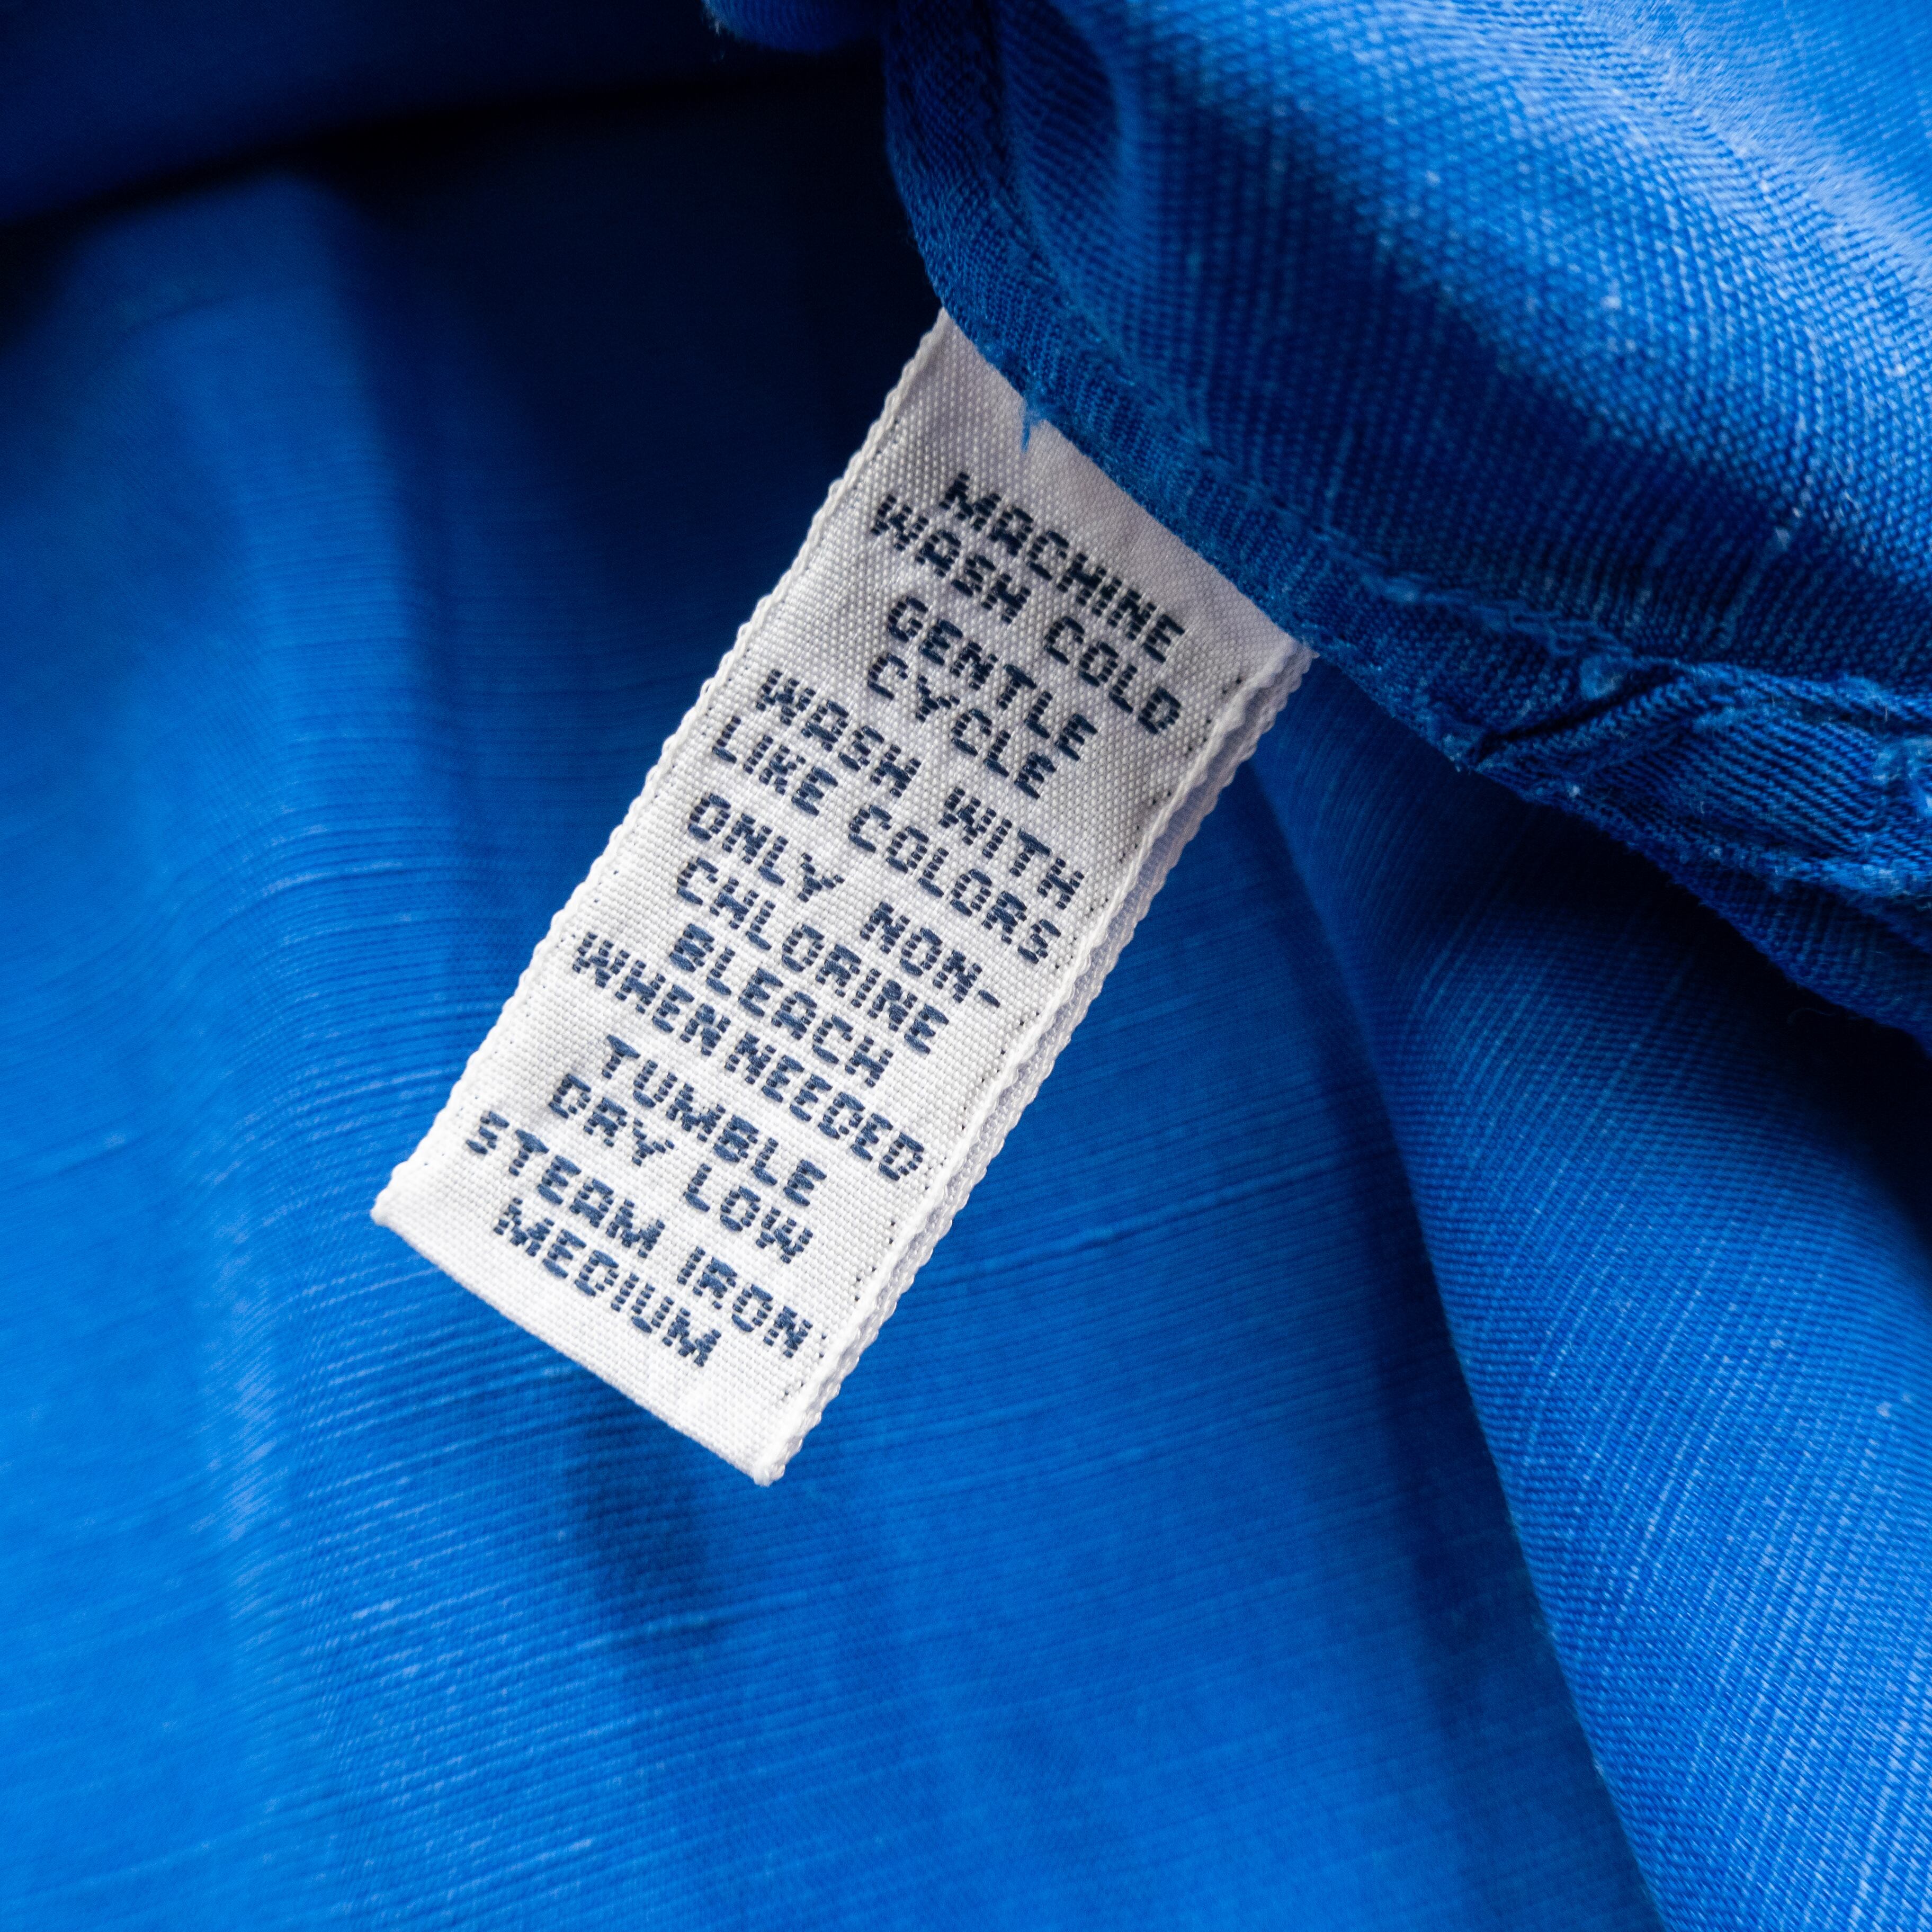 MACHINE
WASH COLD
GENTLE
CYCLE
WASH WITH
LIKE COLORS
ONLY NON-
CHLORINE
BLEACH
WHEN NEEDED
TUMBLE
DRY LOW
STEAM IRON
MEDIUM